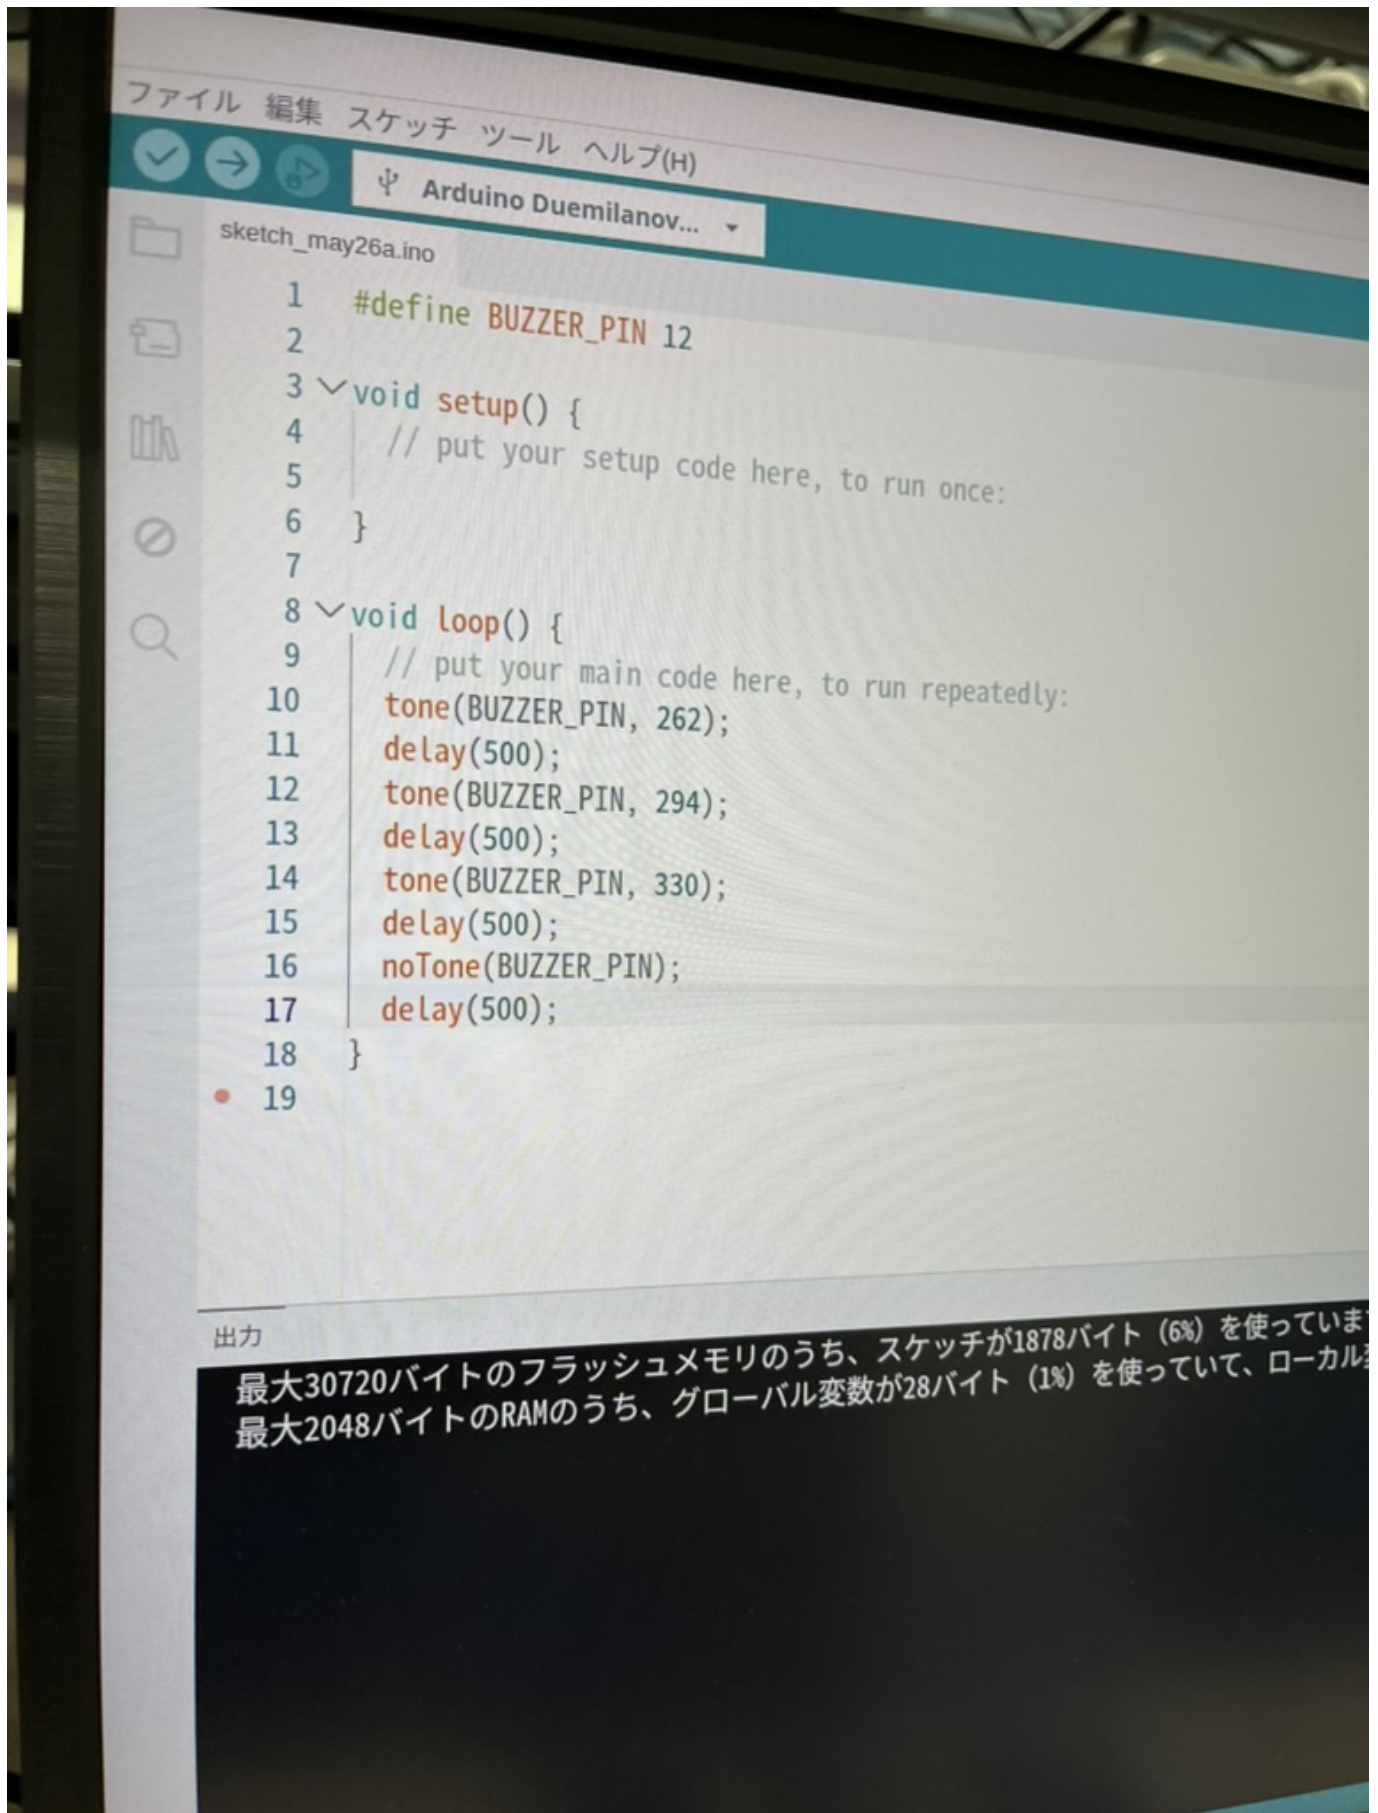 ファイル 編集 スケッチ ツール ヘルプ(H)
Arduino Duemilanov...
sketch_may26a.ino
1 #define BUZZER_PIN 12
2
3 void setup() {
4 // put your setup code here, to run once:
5
6 }
7
8 void loop() {
9 // put your main code here, to run repeatedly:
10 tone(BUZZER_PIN, 262);
11 delay(500);
12 tone(BUZZER_PIN, 294);
13 delay(500);
14 tone(BUZZER_PIN, 330);
15 delay(500);
16 noTone(BUZZER_PIN);
17 delay(500);
18 }
19
出力
最大30720バイトのフラッシュメモリのうち、スケッチが1878バイト（6%）を使っていま
最大2048バイトのRAMのうち、グローバル変数が28バイト（1%）を使っていて、ローカル